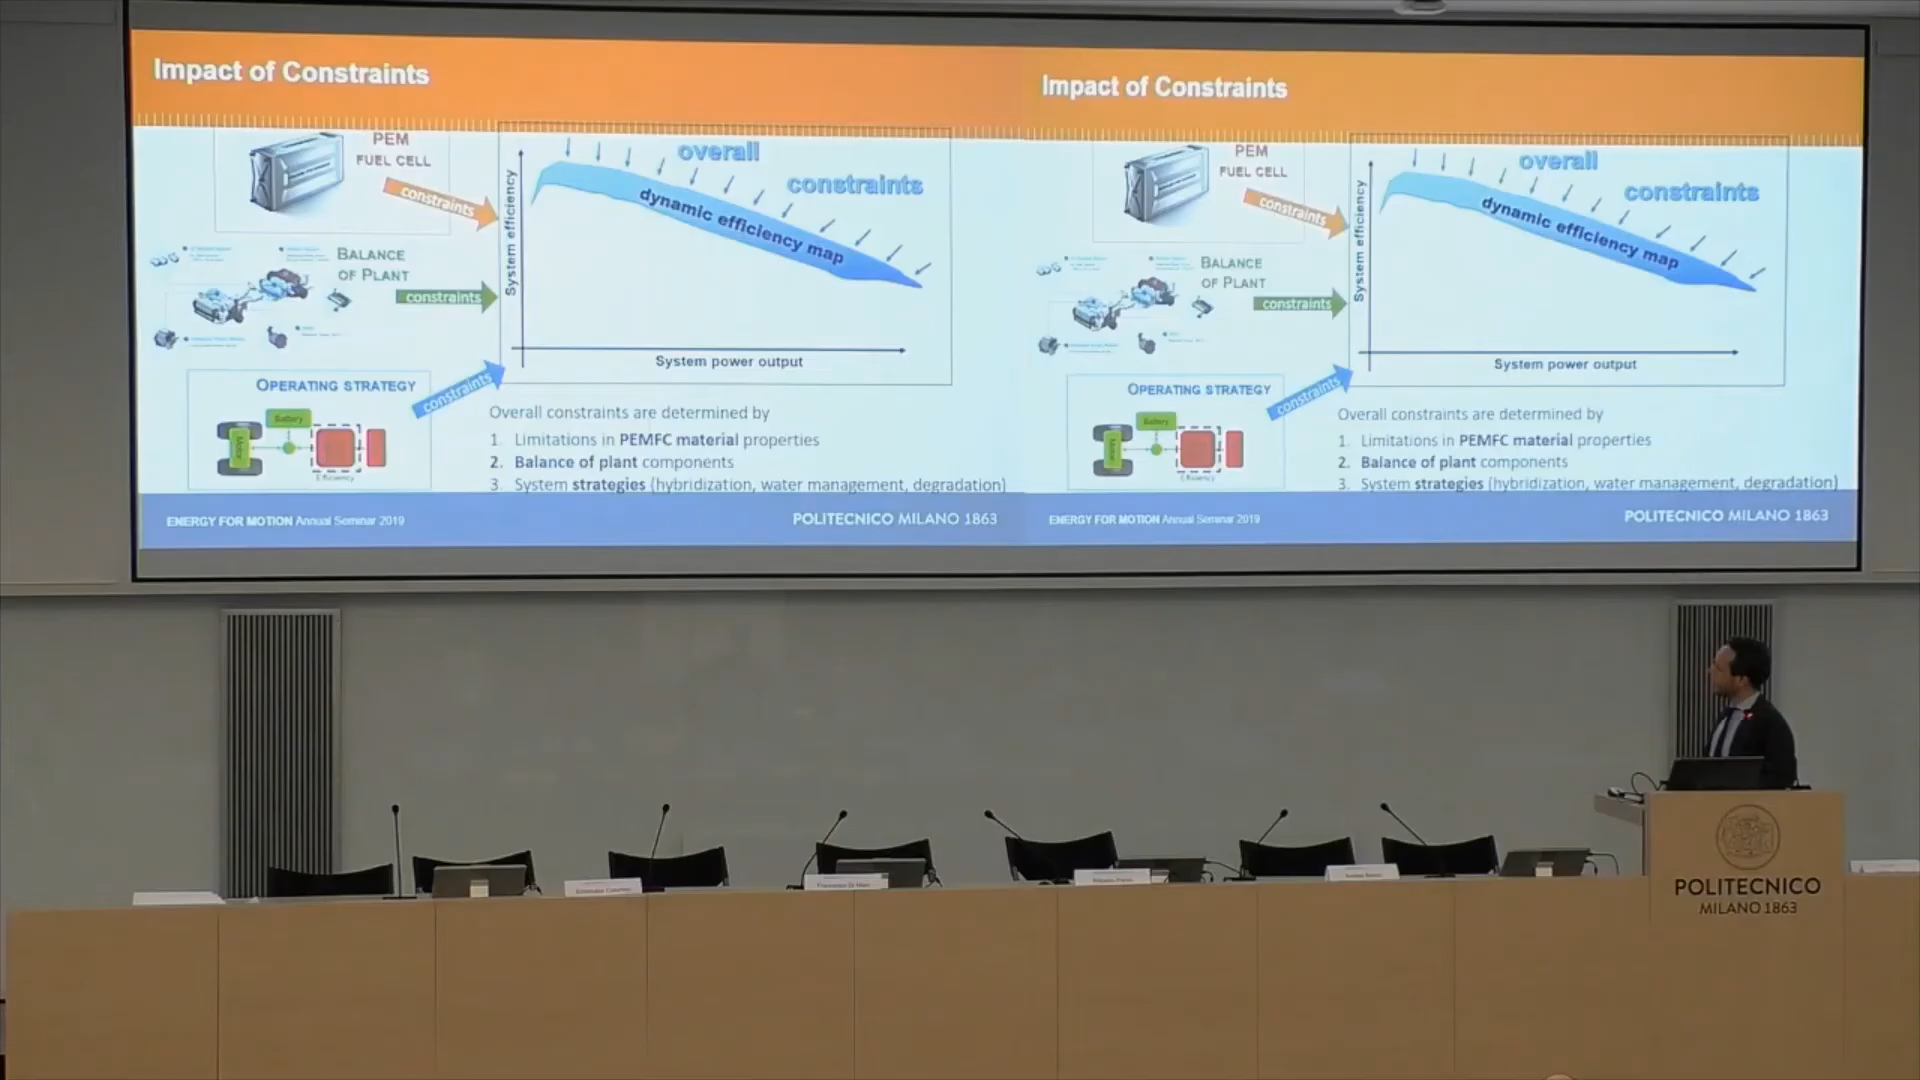 Impact of Constraints
PEM
FUEL CELL
constraints
BALANCE
OF PLANT
constraints
OPERATING STRATEGY
Battery
Motor
Efficiency
constraints
System efficiency
overall
constraints
dynamic efficiency map
System power output
Overall constraints are determined by
1. Limitations in PEMFC material properties
2. Balance of plant components
3. System strategies (hybridization, water management, degradation)
ENERGY FOR MOTION Annual Seminar 2019
POLITECNICO MILANO 1863
Impact of Constraints
PEM
FUEL CELL
constraints
BALANCE
OF PLANT
constraints
OPERATING STRATEGY
Battery
Motor
Efficiency
constraints
System efficiency
overall
constraints
dynamic efficiency map
System power output
Overall constraints are determined by
1. Limitations in PEMFC material properties
2. Balance of plant components
3. System strategies (hybridization, water management, degradation)
ENERGY FOR MOTION Annual Seminar 2019
POLITECNICO MILANO 1863
POLITECNICO
MILANO 1863